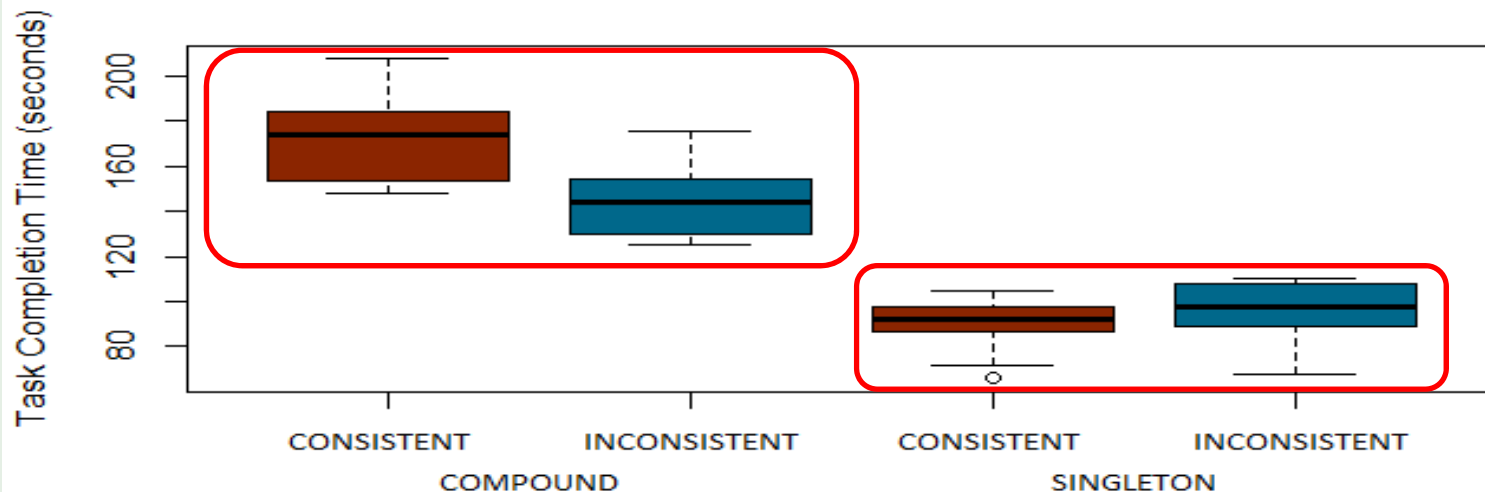 Task Completion Time (seconds)
200
160
120
80
CONSISTENT INCONSISTENT CONSISTENT INCONSISTENT
COMPOUND SINGLETON